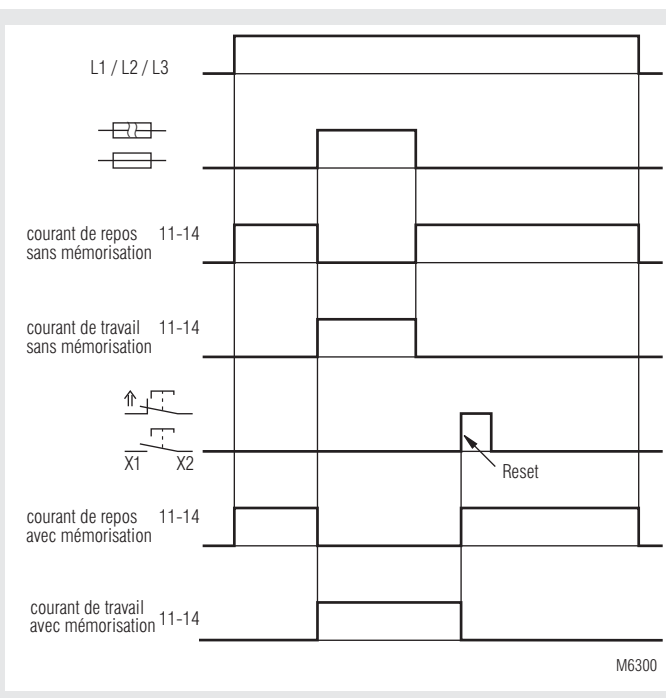 L1 / L2 / L3
courant de repos 11-14
sans mémorisation
courant de travail 11-14
sans mémorisation
X1 X2
Reset
courant de repos 11-14
avec mémorisation
courant de travail
avec mémorisation 11-14
M6300